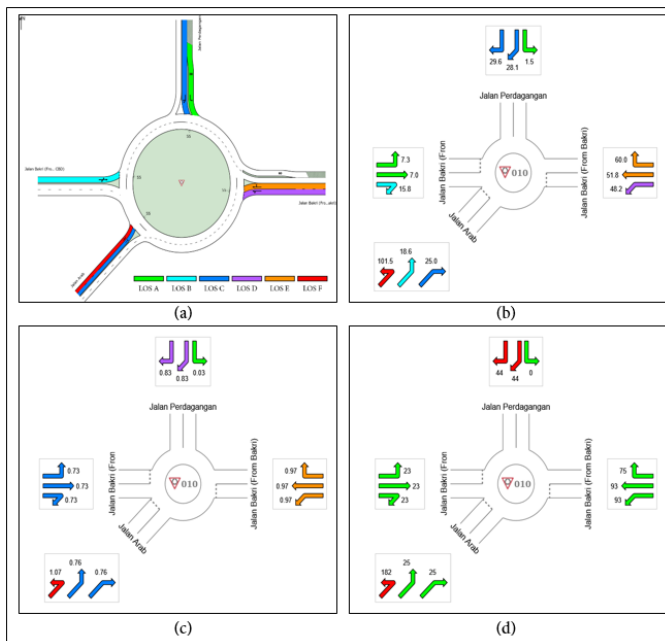 Jalan Perdagangan
Jalan Bakri (Fro... CBD)
Jalan Arab
LOS A LOS B LOS C LOS D LOS E LOS F
(a)
29.6 28.1 1.5
Jalan Perdagangan
7.3
7.0
15.8
Jalan Bakri (Fron
010
Jalan Bakri (From Bakri)
60.0
51.8
48.2
Jalan Arab
101.5 18.6 25.0
(b)
0.83 0.83 0.03
Jalan Perdagangan
0.73
0.73
0.73
Jalan Bakri (Fron
010
Jalan Bakri (From Bakri)
0.97
0.97
0.97
Jalan Arab
1.07 0.76 0.76
(c)
44 44 0
Jalan Perdagangan
23
23
23
Jalan Bakri (Fron
010
Jalan Bakri (From Bakri)
75
93
93
Jalan Arab
182 25 25
(d)